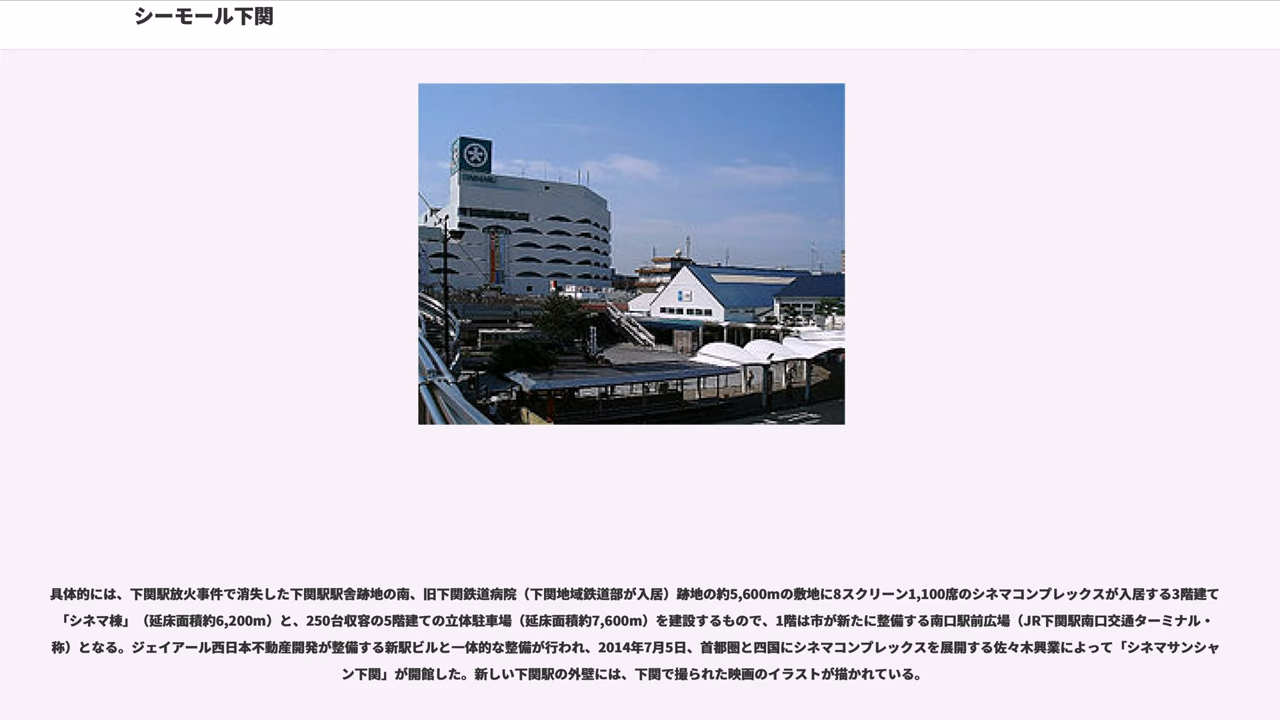 シーモール下関
具体的には、下関駅放火事件で消失した下関駅駅舎跡地の南、旧下関鉄道病院（下関地域鉄道部が入居）跡地の約5,600mの敷地に8スクリーン1,100席のシネマコンプレックスが入居する3階建て
「シネマ棟」（延床面積約6,200m）と、250台収容の5階建ての立体駐車場（延床面積約7,600m）を建設するもので、1階は市が新たに整備する南口駅前広場（JR下関駅南口交通ターミナル・
称）となる。ジェイアール西日本不動産開発が整備する新駅ビルと一体的な整備が行われ、2014年7月5日、首都圏と四国にシネマコンプレックスを展開する佐々木興業によって「シネマサンシャ
ン下関」が開館した。新しい下関駅の外壁には、下関で撮られた映画のイラストが描かれている。